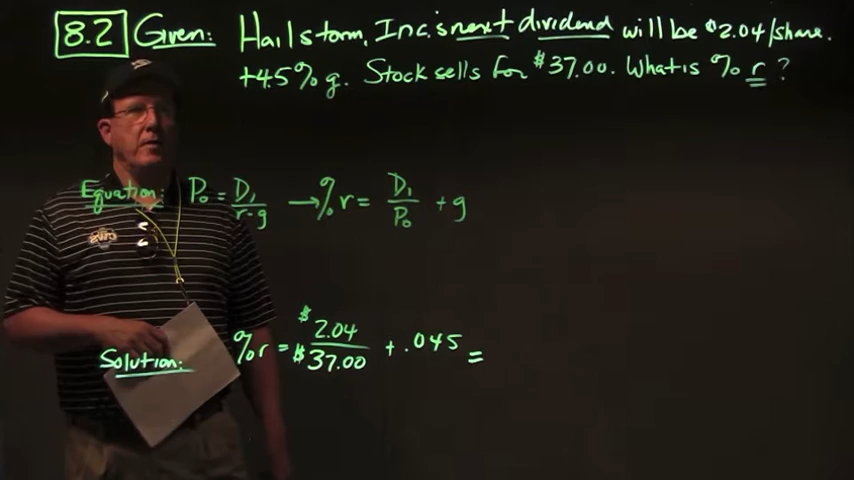 8.2 Given: Hailstorm, Inc.'s next dividend will be $2.04/share.
+4.5% g. Stock sells for $37.00. What is % r ?
Equation: P₀ = D₁/r-g → % r = D₁/P₀ + g
Solution: % r = $2.04/$37.00 + .045 =